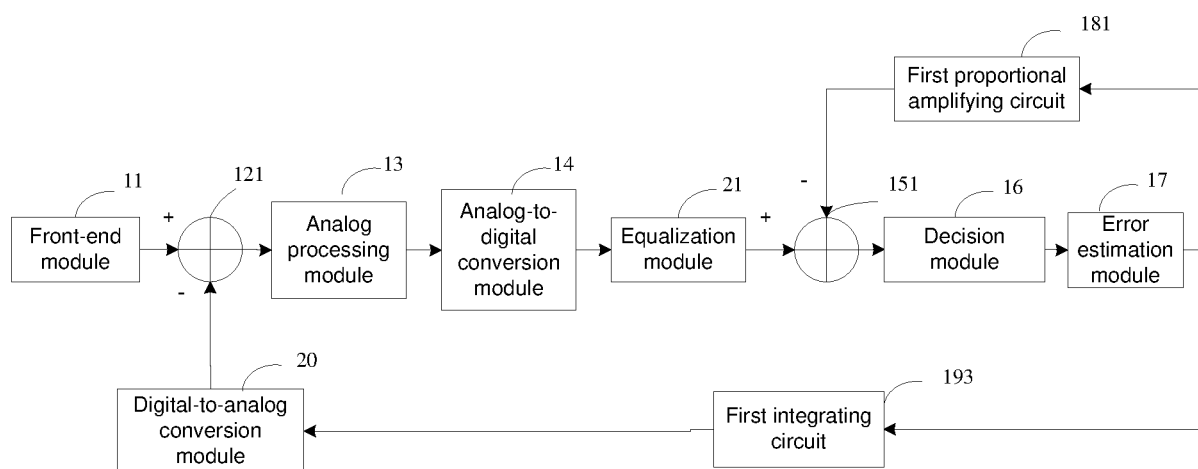 181
First proportional
amplifying circuit
11
121
13
14
21
-
151
16
17
+
Front-end
module
Analog
processing
module
Analog-to-
digital
conversion
module
Equalization
module
+
Decision
module
Error
estimation
module
-
20
Digital-to-analog
conversion
module
193
First integrating
circuit